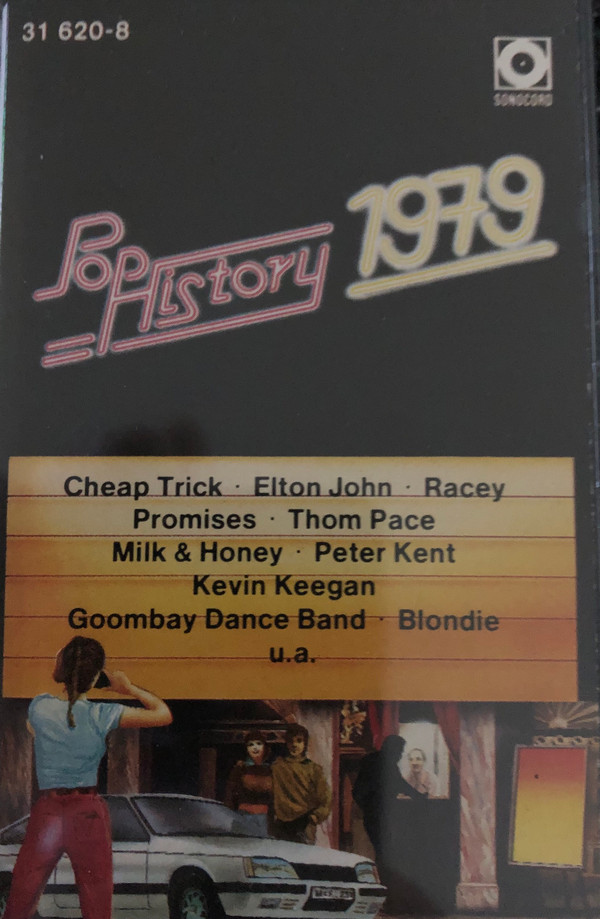 31 620-8
SONOCORD
Pop History 1979
Cheap Trick · Elton John · Racey
Promises · Thom Pace
Milk & Honey · Peter Kent
Kevin Keegan
Goombay Dance Band · Blondie
u.a.